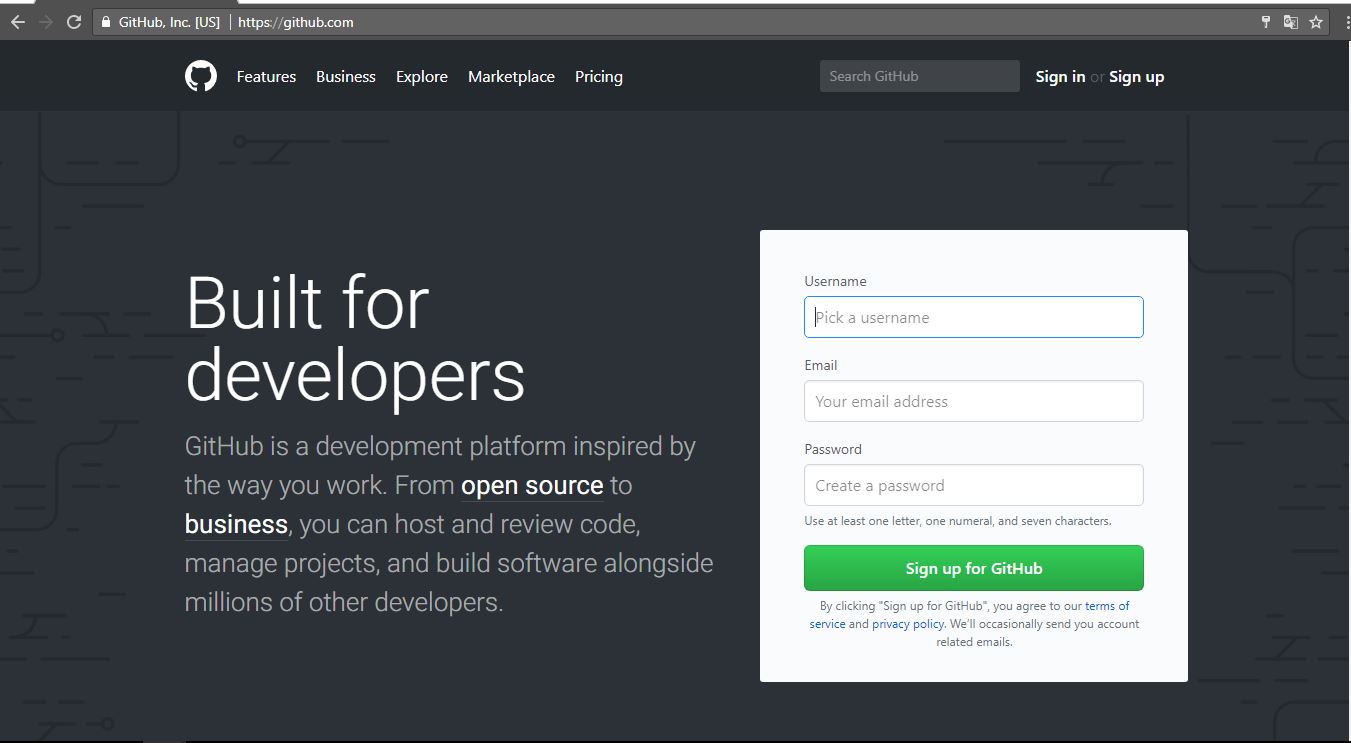 GitHub, Inc. [US] | https://github.com
Features Business Explore Marketplace Pricing Search GitHub Sign in or Sign up
Built for
developers
GitHub is a development platform inspired by
the way you work. From open source to
business, you can host and review code,
manage projects, and build software alongside
millions of other developers.
Username
Pick a username
Email
Your email address
Password
Create a password
Use at least one letter, one numeral, and seven characters.
Sign up for GitHub
By clicking "Sign up for GitHub", you agree to our terms of
service and privacy policy. We'll occasionally send you account
related emails.